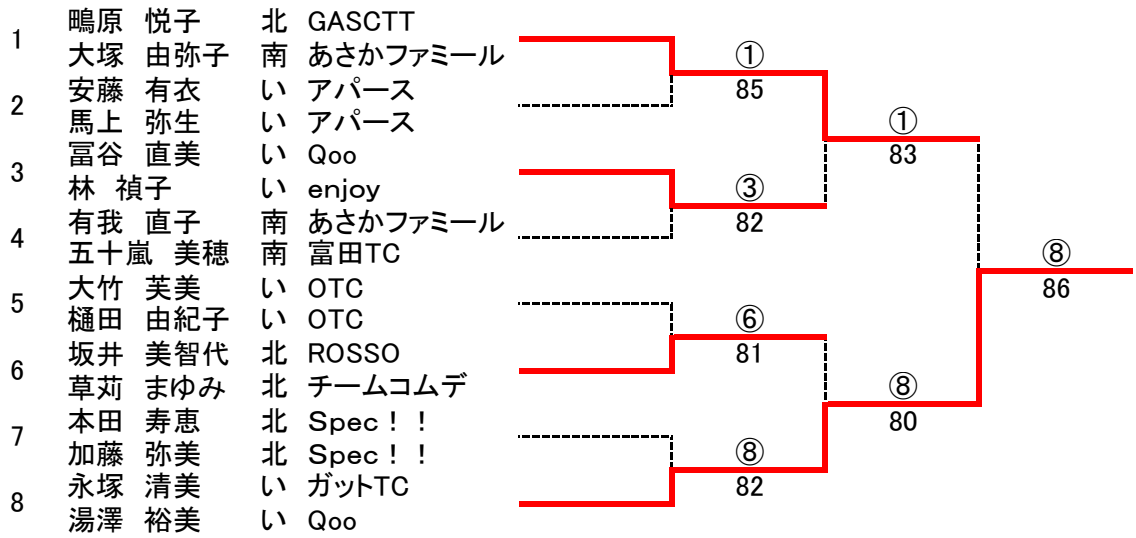 1
鴫原 悦子 北 GASCTT
大塚 由弥子 南 あさかファミール
2
安藤 有衣 い アパース
馬上 弥生 い アパース
3
冨谷 直美 い Qoo
林 禎子 い enjoy
4
有我 直子 南 あさかファミール
五十嵐 美穂 南 富田TC
5
大竹 芙美 い OTC
樋田 由紀子 い OTC
6
坂井 美智代 北 ROSSO
草苅 まゆみ 北 チームコムデ
7
本田 寿恵 北 Spec！！
加藤 弥美 北 Spec！！
8
永塚 清美 い ガットTC
湯澤 裕美 い Qoo
①
85
③
82
⑥
81
⑧
82
①
83
⑧
80
⑧
86